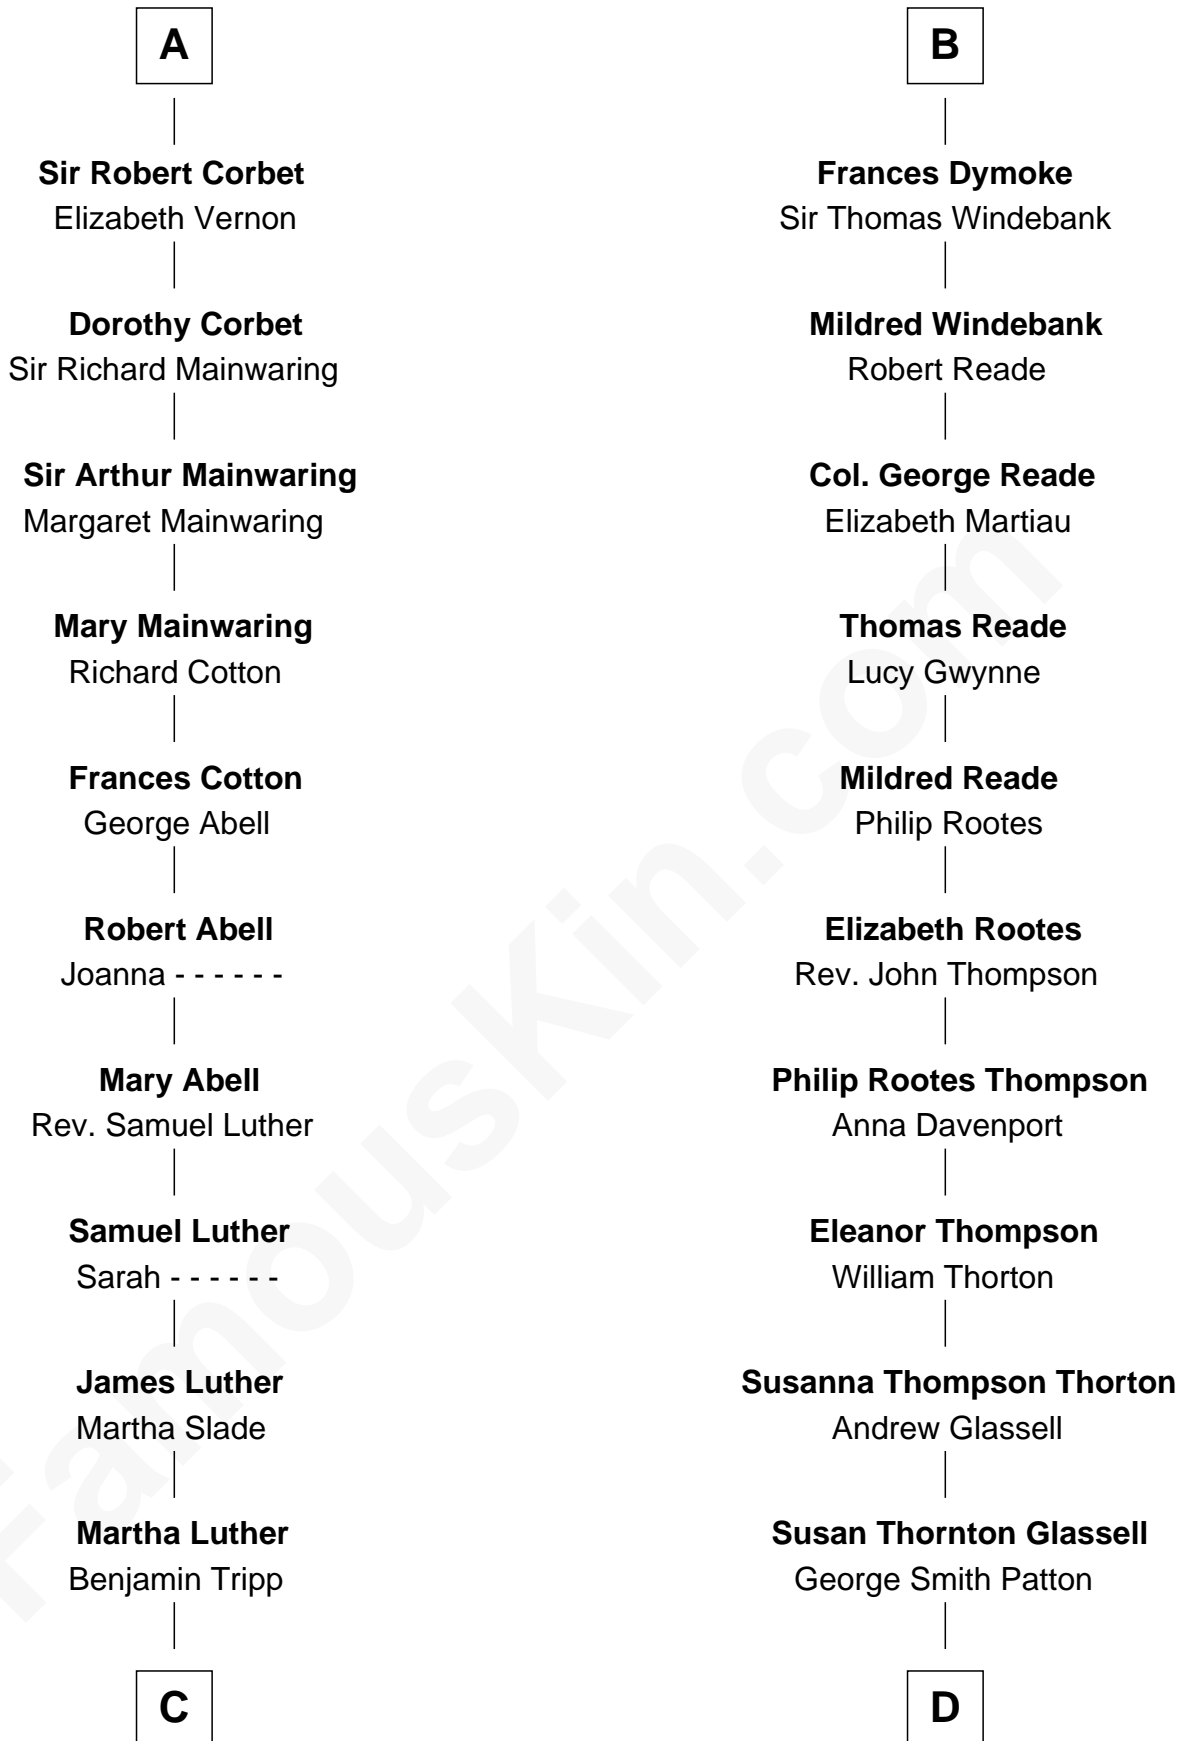 A
Sir Robert Corbet
Elizabeth Vernon
Dorothy Corbet
Sir Richard Mainwaring
Sir Arthur Mainwaring
Margaret Mainwaring
Mary Mainwaring
Richard Cotton
Frances Cotton
George Abell
Robert Abell
Joanna - - - - - -
Mary Abell
Rev. Samuel Luther
Samuel Luther
Sarah - - - - - -
James Luther
Martha Slade
Martha Luther
Benjamin Tripp
C
B
Frances Dymoke
Sir Thomas Windebank
Mildred Windebank
Robert Reade
Col. George Reade
Elizabeth Martiau
Thomas Reade
Lucy Gwynne
Mildred Reade
Philip Rootes
Elizabeth Rootes
Rev. John Thompson
Philip Rootes Thompson
Anna Davenport
Eleanor Thompson
William Thorton
Susanna Thompson Thorton
Andrew Glassell
Susan Thornton Glassell
George Smith Patton
D
FamousKin.com